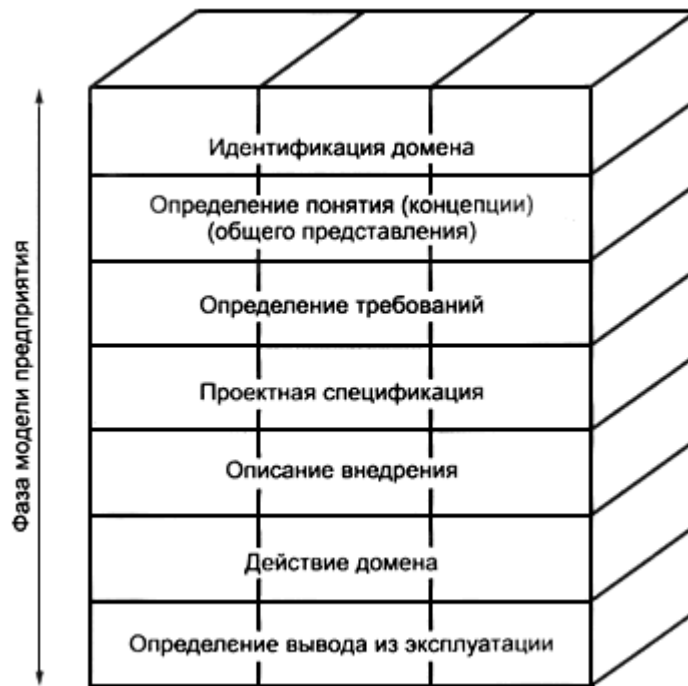 Фаза модели предприятия
Идентификация домена
Определение понятия (концепции)
(общего представления)
Определение требований
Проектная спецификация
Описание внедрения
Действие домена
Определение вывода из эксплуатации